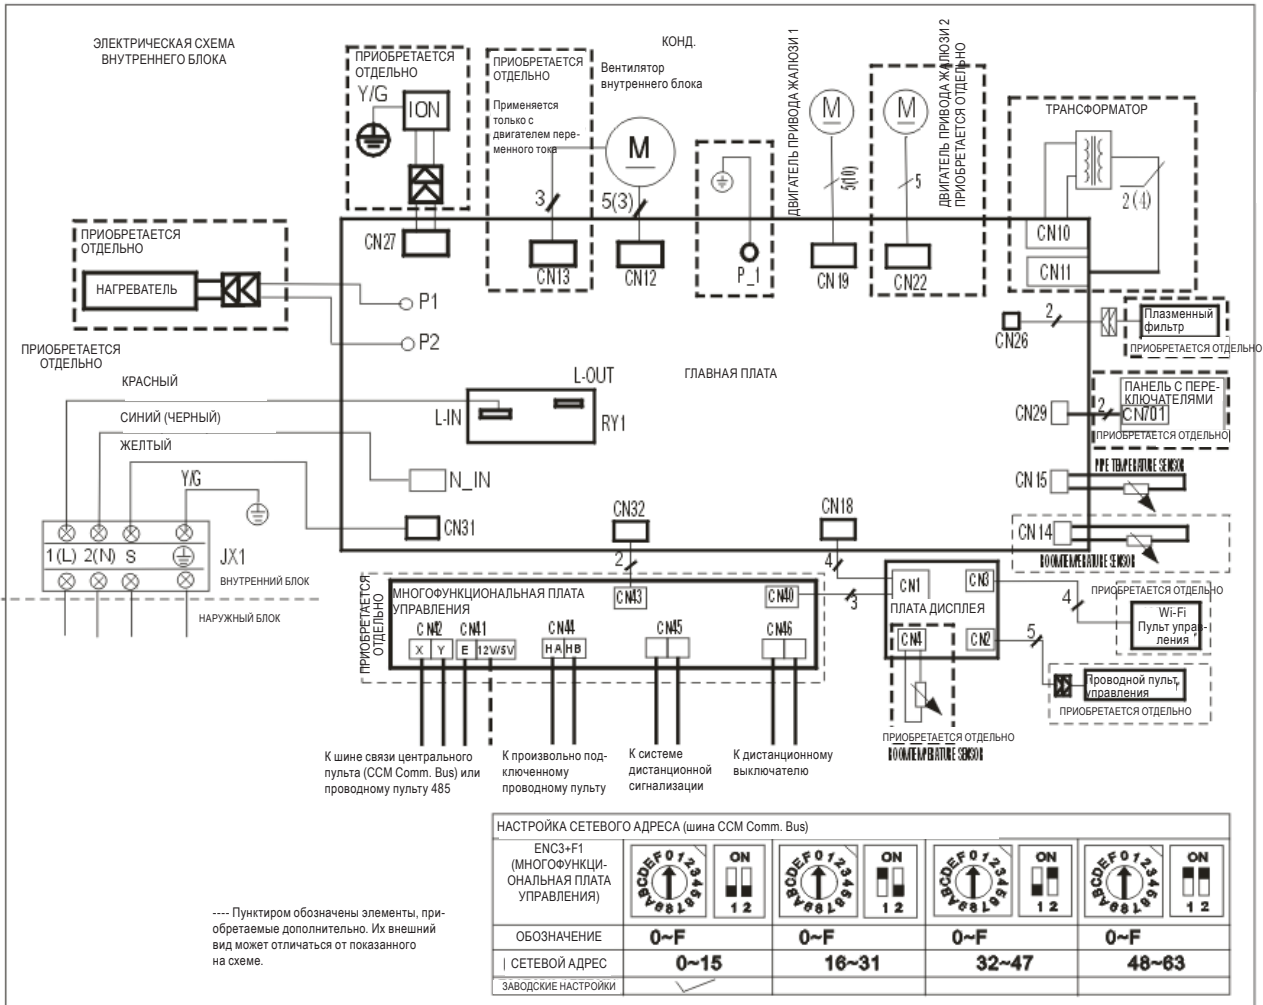 ЭЛЕКТРИЧЕСКАЯ СХЕМА
ВНУТРЕННЕГО БЛОКА
ПРИОБРЕТАЕТСЯ
ОТДЕЛЬНО
Y/G
ION
CN27
ПРИОБРЕТАЕТСЯ
ОТДЕЛЬНО
Применяется
только с
двигателем пере-
менного тока
3
CN13
КОНД.
Вентилятор
внутреннего блока
M
5(3)
CN12
P_1
ДВИГАТЕЛЬ ПРИВОДА ЖАЛЮЗИ 1
M
5(10)
CN19
ДВИГАТЕЛЬ ПРИВОДА ЖАЛЮЗИ 2
ПРИОБРЕТАЕТСЯ ОТДЕЛЬНО
M
5
CN22
ТРАНСФОРМАТОР
2(4)
CN10
CN11
ПРИОБРЕТАЕТСЯ
ОТДЕЛЬНО
НАГРЕВАТЕЛЬ
P1
P2
ПРИОБРЕТАЕТСЯ
ОТДЕЛЬНО
КРАСНЫЙ
СИНИЙ (ЧЕРНЫЙ)
ЖЕЛТЫЙ
Y/G
L-OUT
L-IN
RY1
N_IN
CN31
ГЛАВНАЯ ПЛАТА
CN26
2
Плазменный
фильтр
ПРИОБРЕТАЕТСЯ ОТДЕЛЬНО
CN29
2
ПАНЕЛЬ С ПЕРЕ-
КЛЮЧАТЕЛЯМИ
CN701
ПРИОБРЕТАЕТСЯ ОТДЕЛЬНО
CN15
PIPE TEMPERATURE SENSOR
CN14
ROOM TEMPERATURE SENSOR
1(L) 2(N) S
JX1
ВНУТРЕННИЙ БЛОК
НАРУЖНЫЙ БЛОК
CN32
2
CN18
4
ПРИОБРЕТАЕТСЯ
ОТДЕЛЬНО
МНОГОФУНКЦИОНАЛЬНАЯ ПЛАТА
УПРАВЛЕНИЯ
CN43
CN40
3
CN42 CN41 CN44 CN45 CN46
X Y E 12V/5V HA HB
CN1
CN3
ПЛАТА ДИСПЛЕЯ
CN4
CN2
ПРИОБРЕТАЕТСЯ ОТДЕЛЬНО
ROOM TEMPERATURE SENSOR
4
ПРИОБРЕТАЕТСЯ ОТДЕЛЬНО
Wi-Fi
Пульт управ-
ления
5
Проводной пульт
управления
ПРИОБРЕТАЕТСЯ ОТДЕЛЬНО
К шине связи центрального
пульта (CCM Comm. Bus) или
проводному пульту 485
К произвольно под-
ключенному
проводному пульту
К системе
дистанционной
сигнализации
К дистанционному
выключателю
---- Пунктиром обозначены элементы, при-
обретаемые дополнительно. Их внешний
вид может отличаться от показанного
на схеме.
НАСТРОЙКА СЕТЕВОГО АДРЕСА (шина CCM Comm. Bus)
ENC3+F1
(МНОГОФУНКЦИ-
ОНАЛЬНАЯ ПЛАТА
УПРАВЛЕНИЯ)
0123456789ABCDEF ON 1 2
0123456789ABCDEF ON 1 2
0123456789ABCDEF ON 1 2
0123456789ABCDEF ON 1 2
ОБОЗНАЧЕНИЕ 0~F 0~F 0~F 0~F
СЕТЕВОЙ АДРЕС 0~15 16~31 32~47 48~63
ЗАВОДСКИЕ НАСТРОЙКИ